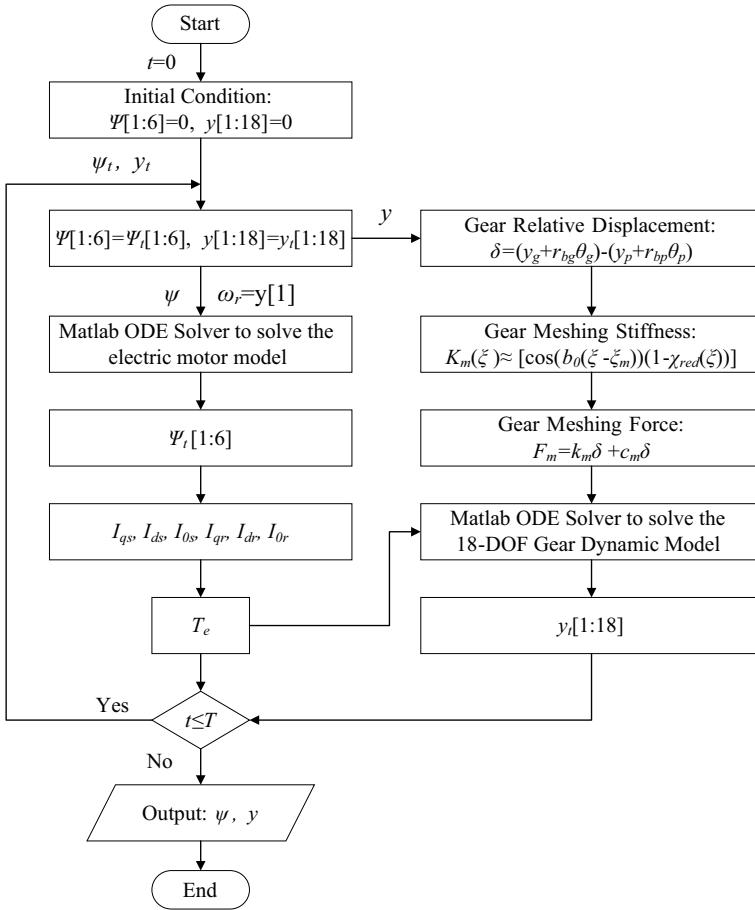 Start
t=0
Initial Condition:
Ψ[1:6]=0, y[1:18]=0
ψt, yt
Ψ[1:6]=Ψt[1:6], y[1:18]=yt[1:18]
y
Gear Relative Displacement:
δ=(yg+rbgθg)-(yp+rbpθp)
ψ ωr=y[1]
Matlab ODE Solver to solve the
electric motor model
Gear Meshing Stiffness:
Km(ξ)≈[cos(b0(ξ-ξm))(1-χred(ξ))]
Ψt[1:6]
Gear Meshing Force:
Fm=kmδ+cmδ
Iqs, Ids, I0s, Iqr, Idr, I0r
Matlab ODE Solver to solve the
18-DOF Gear Dynamic Model
Te
yt[1:18]
Yes
t≤T
No
Output: ψ, y
End